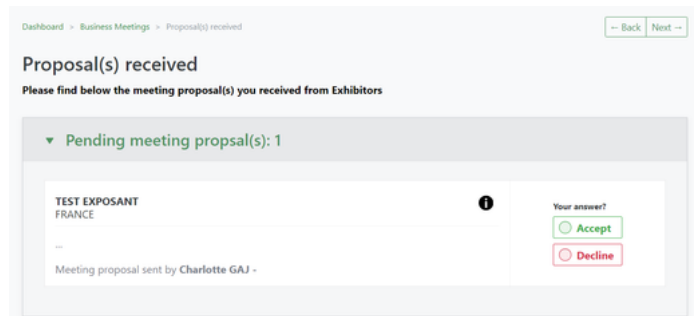 Dashboard > Business Meetings > Proposal(s) received
← Back Next →
Proposal(s) received
Please find below the meeting proposal(s) you received from Exhibitors
▼ Pending meeting propsal(s): 1
TEST EXPOSANT
FRANCE
--
Meeting proposal sent by Charlotte GAJ -
Your answer?
Accept
Decline